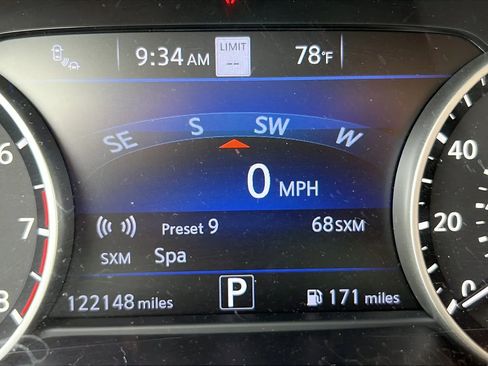 9:34 AM LIMIT 78°F
--
SE S SW W
0 MPH
6
7
8
40
20
0
Preset 9 68SXM
SXM Spa
122148 miles P 171 miles